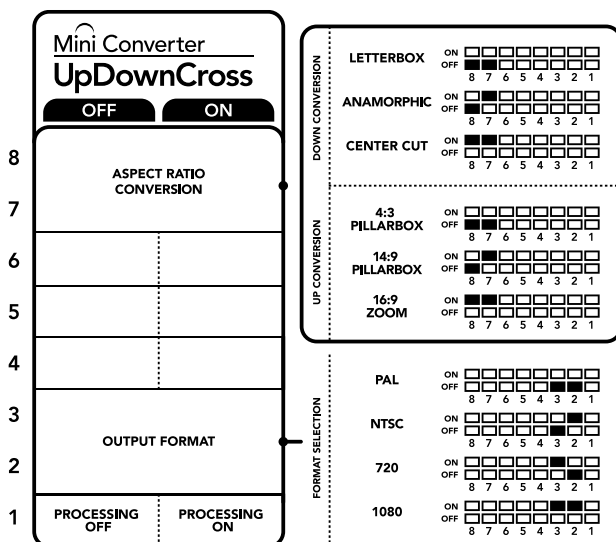 Mini Converter
UpDownCross
OFF ON
8
ASPECT RATIO
CONVERSION
7
6
5
4
3
OUTPUT FORMAT
2
1
PROCESSING OFF
PROCESSING ON
DOWN CONVERSION
LETTERBOX
ON
OFF
8 7 6 5 4 3 2 1
ANAMORPHIC
ON
OFF
8 7 6 5 4 3 2 1
CENTER CUT
ON
OFF
8 7 6 5 4 3 2 1
UP CONVERSION
4:3
PILLARBOX
ON
OFF
8 7 6 5 4 3 2 1
14:9
PILLARBOX
ON
OFF
8 7 6 5 4 3 2 1
16:9
ZOOM
ON
OFF
8 7 6 5 4 3 2 1
FORMAT SELECTION
PAL
ON
OFF
8 7 6 5 4 3 2 1
NTSC
ON
OFF
8 7 6 5 4 3 2 1
720
ON
OFF
8 7 6 5 4 3 2 1
1080
ON
OFF
8 7 6 5 4 3 2 1